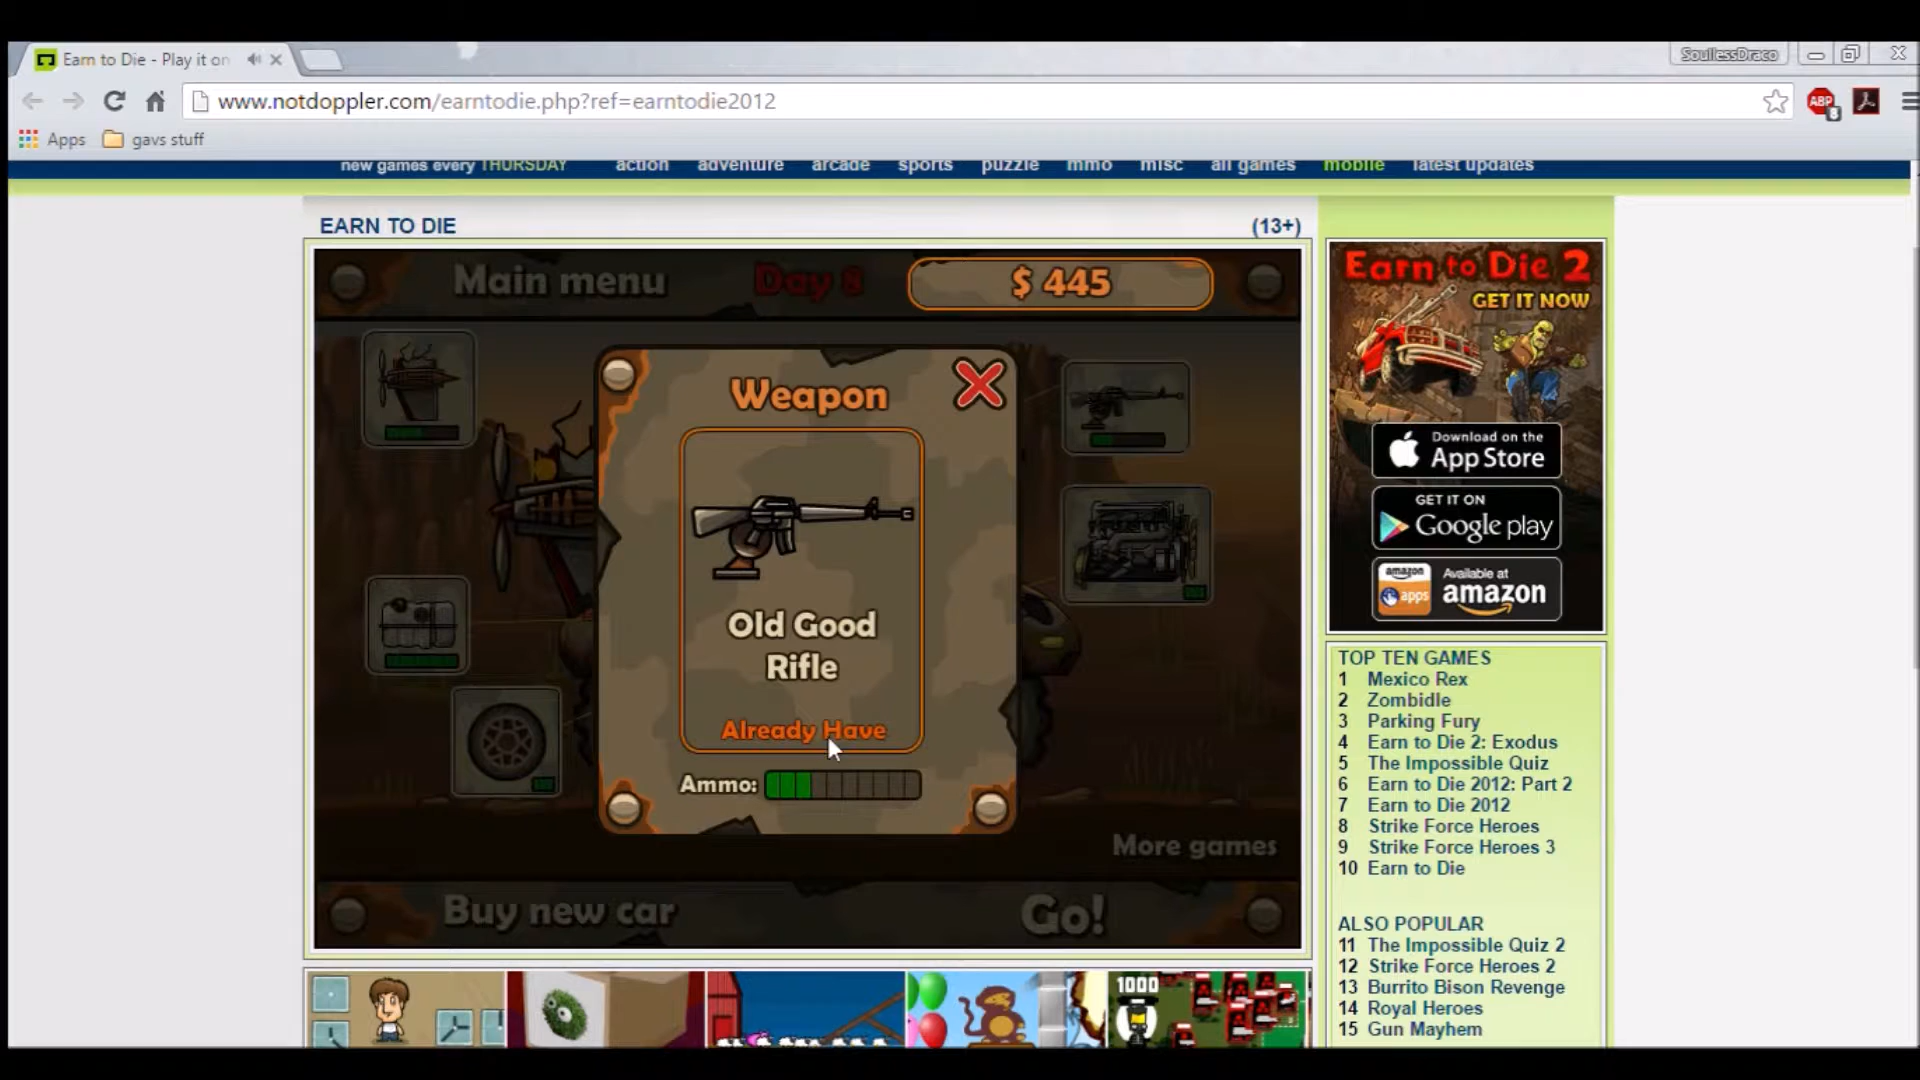 Earn to Die - Play it on
SoullessDraco
www.notdoppler.com/earntodie.php?ref=earntodie2012
ABP
8
Apps
gavs stuff
new games every THURSDAY
action
adventure
arcade
sports
puzzle
mmo
misc
all games
mobile
latest updates
EARN TO DIE
(13+)
Main menu
Day 8
$ 445
Weapon
Old Good
Rifle
Already Have
Ammo:
More games
Buy new car
Go!
Earn to Die 2
GET IT NOW
Download on the
App Store
GET IT ON
Google play
amazon
apps
Available at
amazon
TOP TEN GAMES
1 Mexico Rex
2 Zombidle
3 Parking Fury
4 Earn to Die 2: Exodus
5 The Impossible Quiz
6 Earn to Die 2012: Part 2
7 Earn to Die 2012
8 Strike Force Heroes
9 Strike Force Heroes 3
10 Earn to Die
ALSO POPULAR
11 The Impossible Quiz 2
12 Strike Force Heroes 2
13 Burrito Bison Revenge
14 Royal Heroes
15 Gun Mayhem
1000